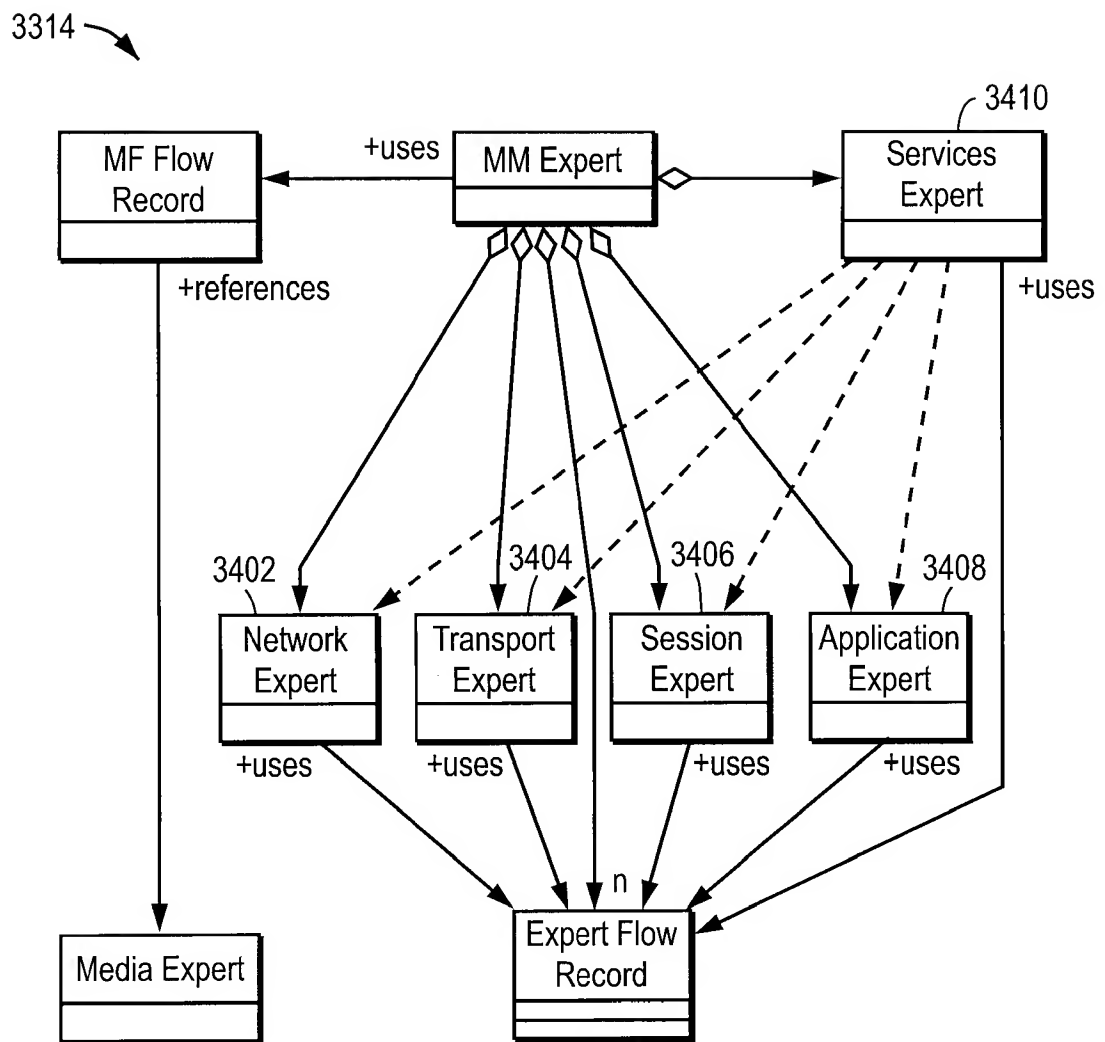 3314
3410
MF Flow
Record
+uses
MM Expert
Services
Expert
+references
+uses
3402
3404
3406
3408
Network
Expert
Transport
Expert
Session
Expert
Application
Expert
+uses
+uses
+uses
+uses
n
Media Expert
Expert Flow
Record